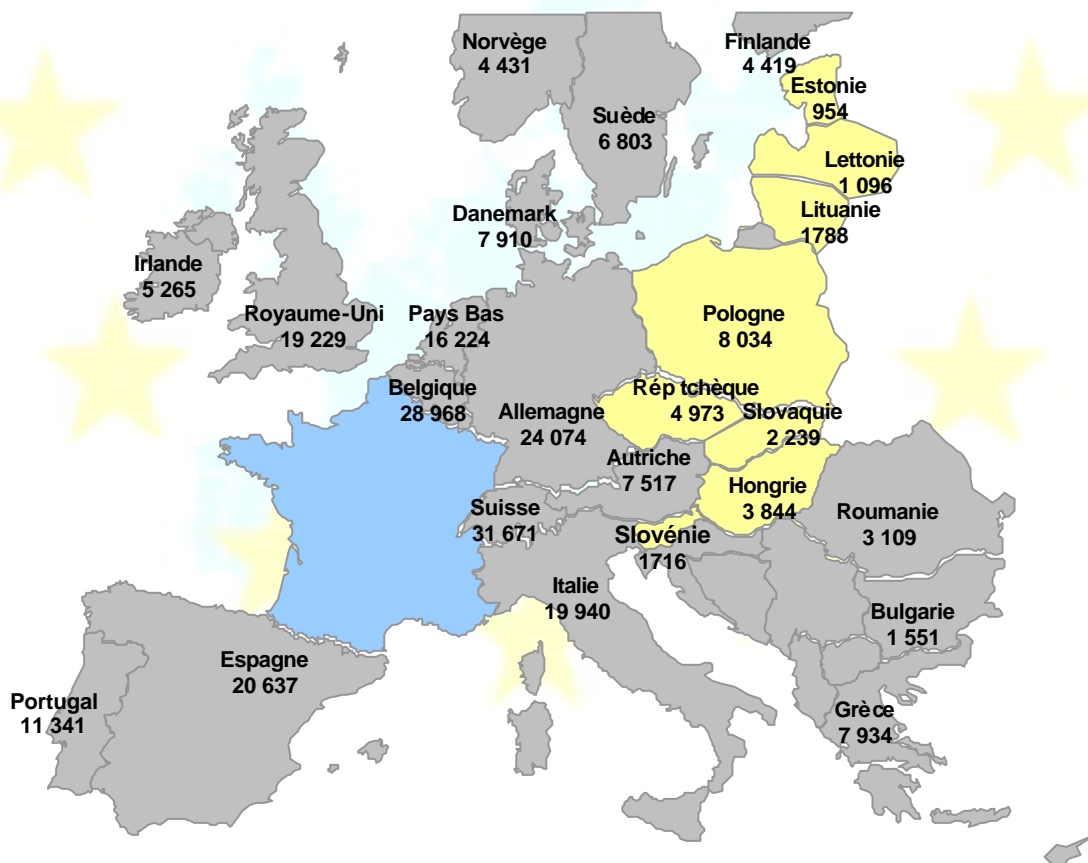 Norvège
4 431
Finlande
4 419
Estonie
954
Suède
6 803
Lettonie
1 096
Lituanie
1788
Danemark
7 910
Irlande
5 265
Royaume-Uni
19 229
Pays Bas
16 224
Pologne
8 034
Belgique
28 968
Rép tchèque
4 973
Allemagne
24 074
Slovaquie
2 239
Autriche
7 517
Hongrie
3 844
Suisse
31 671
Roumanie
3 109
Slovénie
1716
Italie
19 940
Bulgarie
1 551
Espagne
20 637
Portugal
11 341
Grèce
7 934